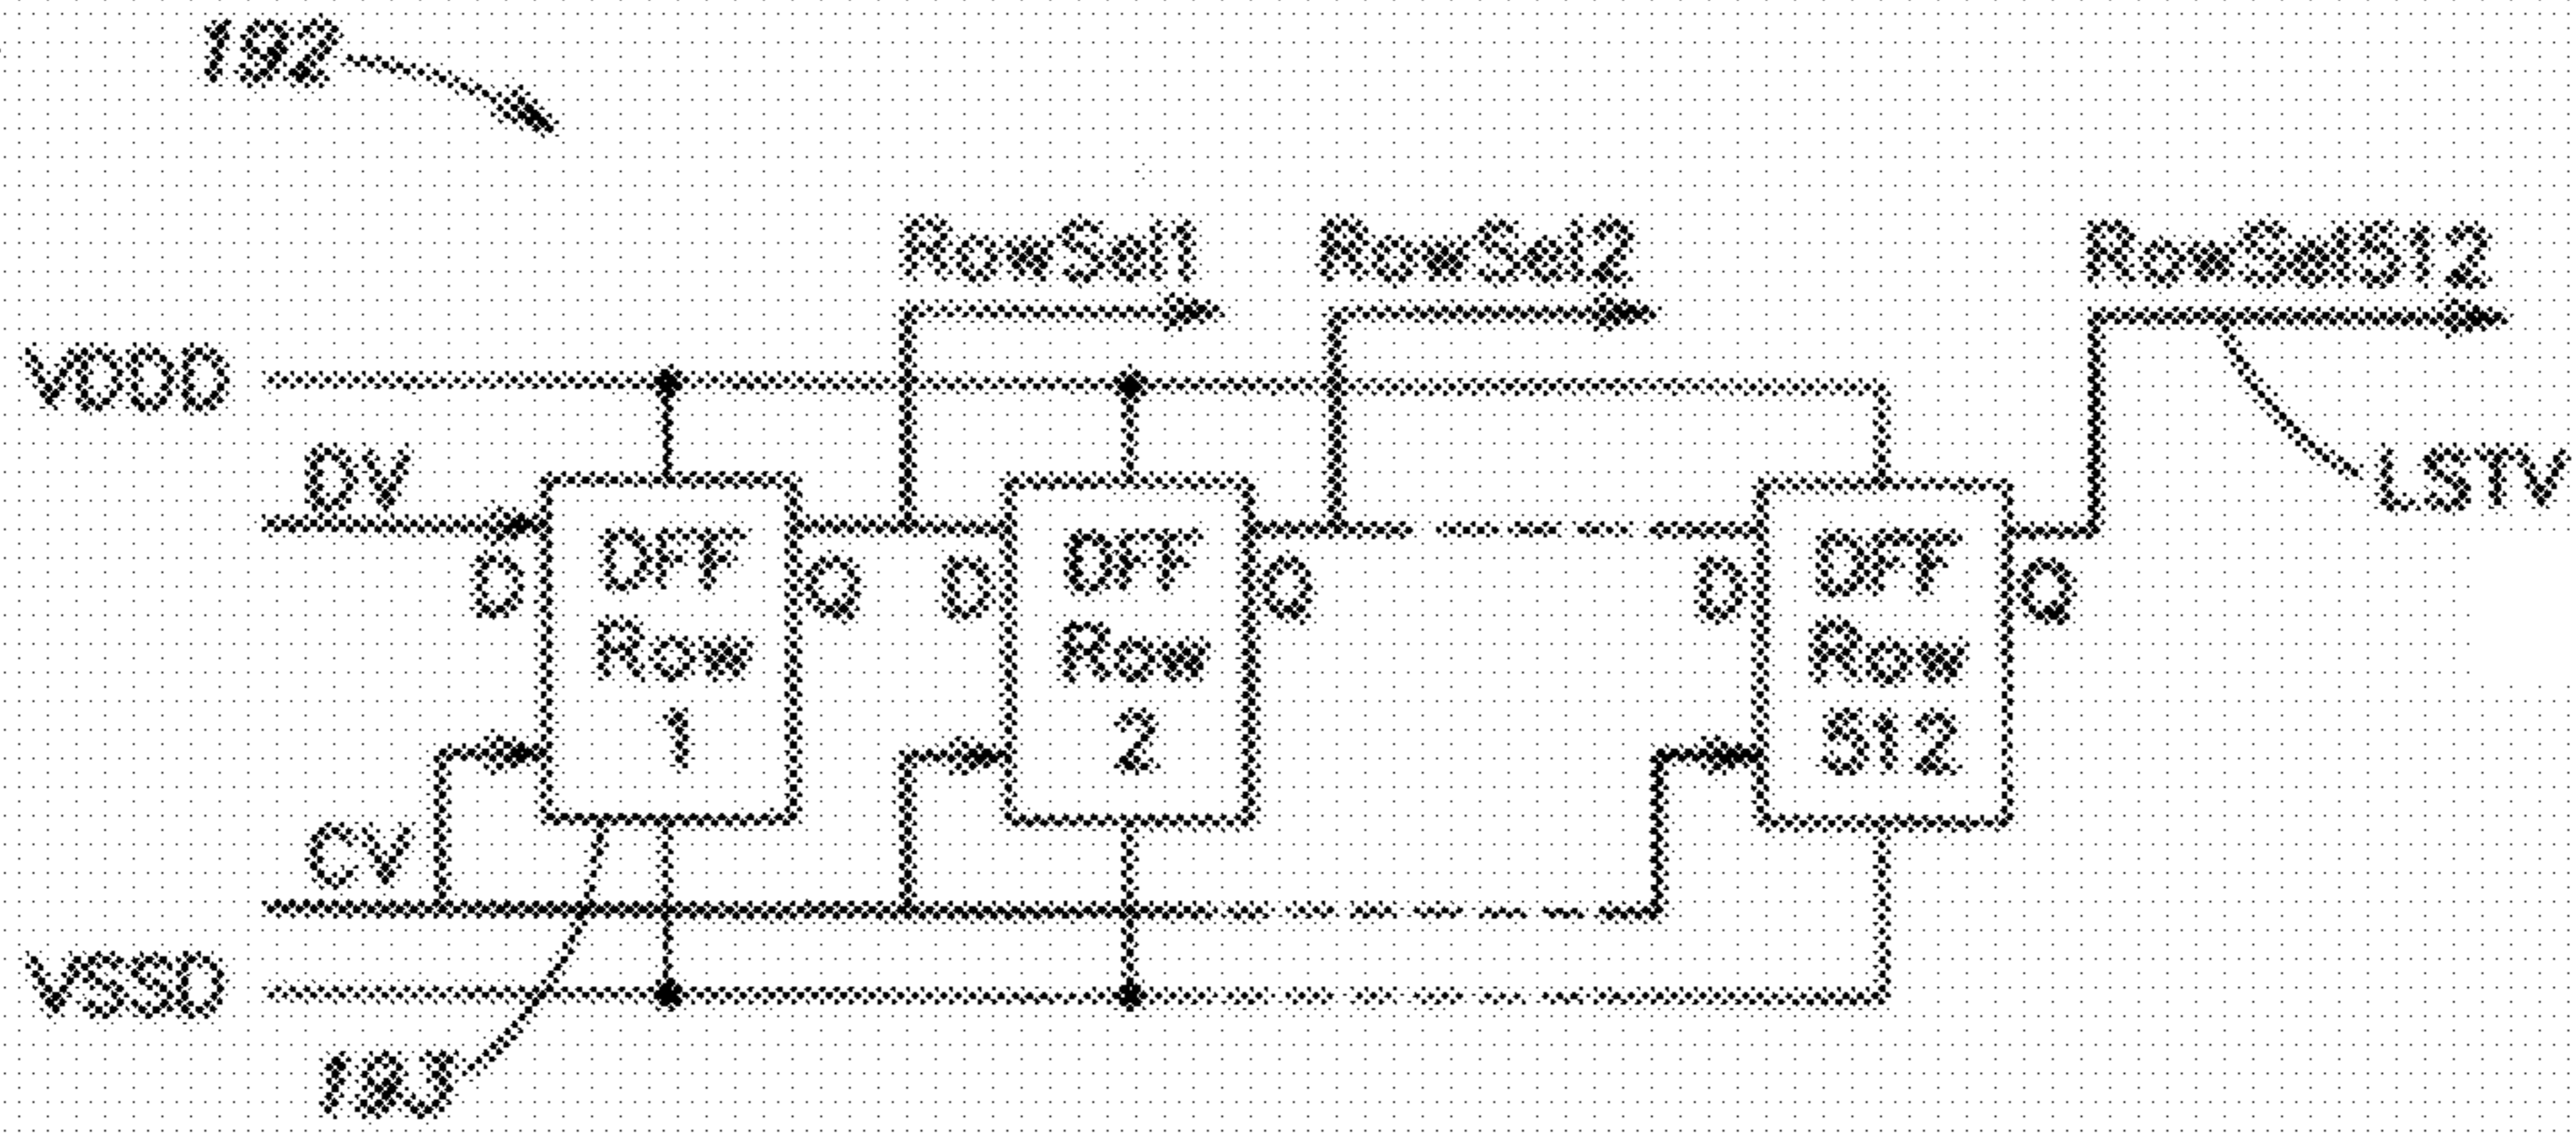 192
RowSel1 RowSel2 RowSel512
VDDD
DV
LSTV
D DFF Row 1 Q
D DFF Row 2 Q
D DFF Row 512 Q
CV
VSSD
193